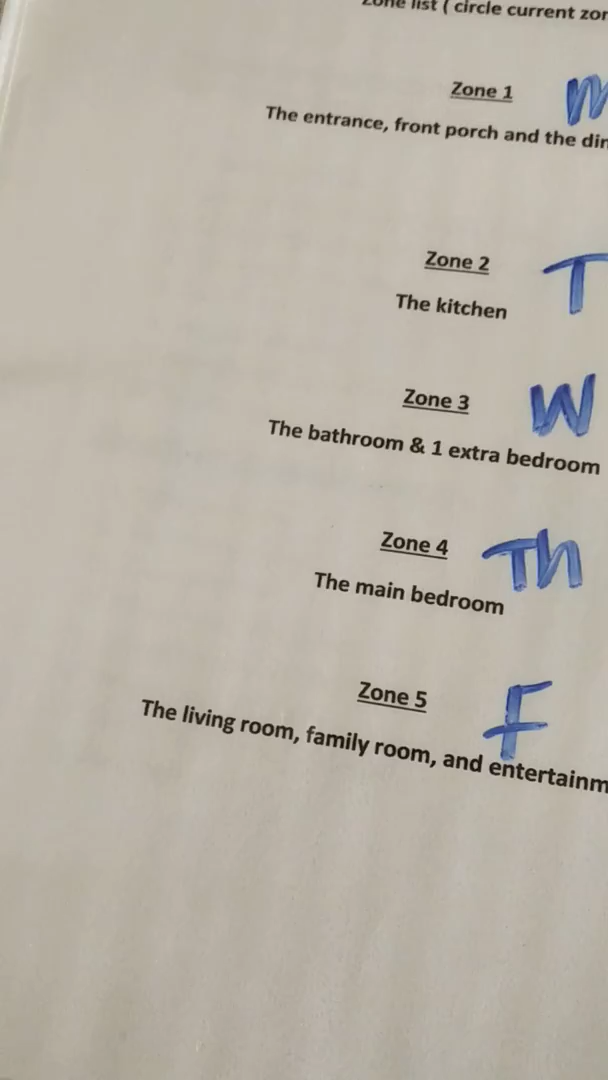 list ( circle current
Zone 1 M
The entrance, front porch and the
Zone 2 T
The kitchen
Zone 3 W
The bathroom & 1 extra bedroom
Zone 4 Th
The main bedroom
Zone 5 F
The living room, family room, and